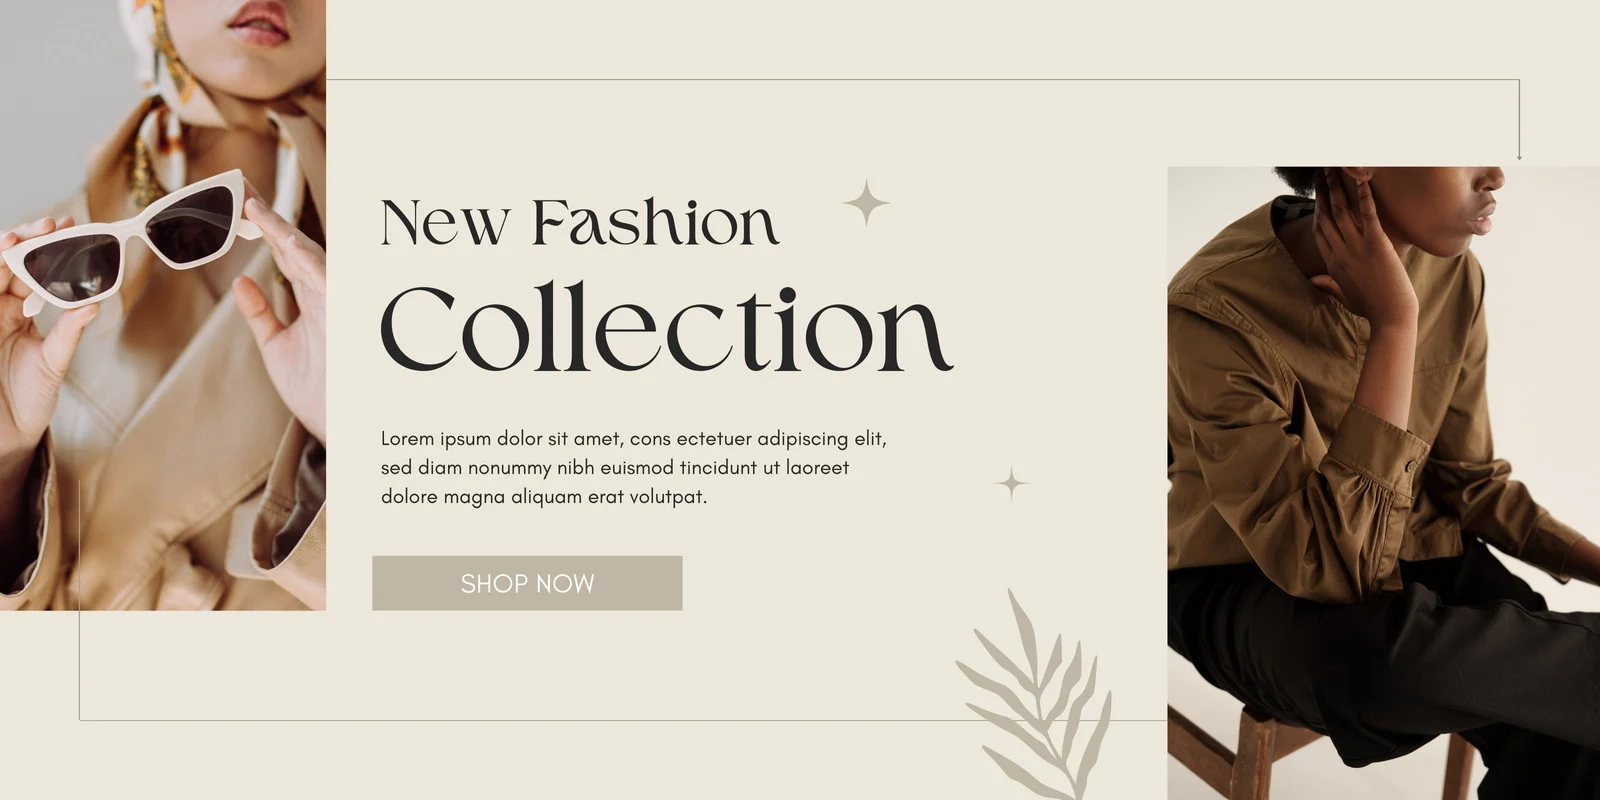 New Fashion
Collection
Lorem ipsum dolor sit amet, cons ectetuer adipiscing elit,
sed diam nonummy nibh euismod tincidunt ut laoreet
dolore magna aliquam erat volutpat.
SHOP NOW